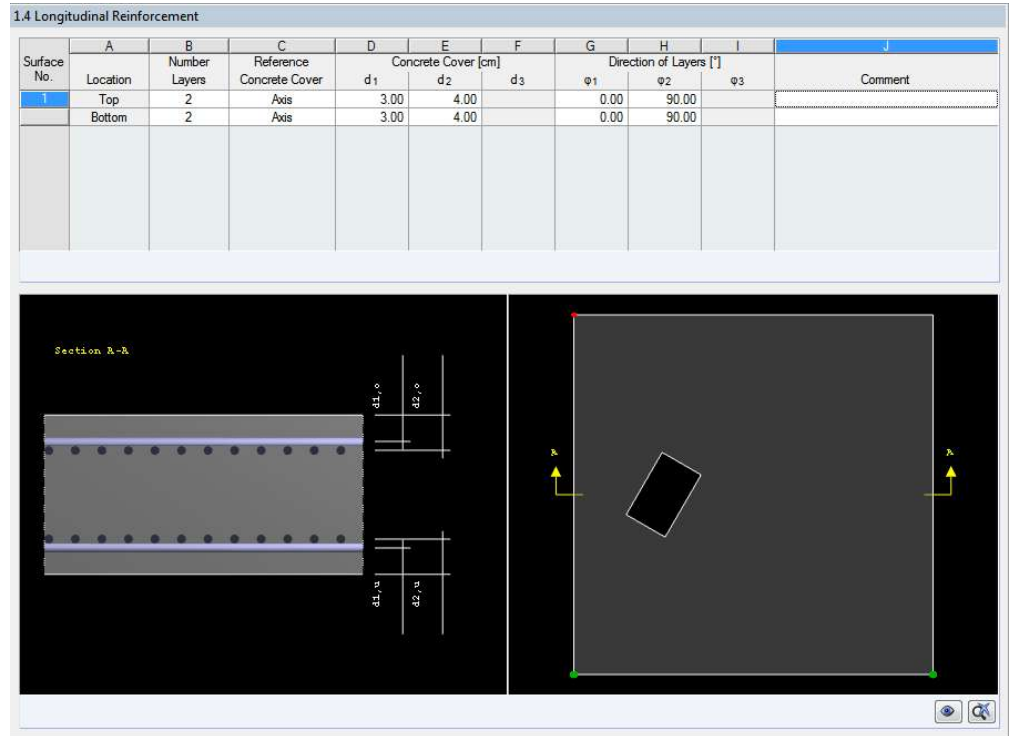 1.4 Longitudinal Reinforcement
A B C D E F G H I J
Surface Number Reference Concrete Cover [cm] Direction of Layers [°]
No. Location Layers Concrete Cover d1 d2 d3 φ1 φ2 φ3 Comment
1 Top 2 Axis 3.00 4.00 0.00 90.00
Bottom 2 Axis 3.00 4.00 0.00 90.00
Section A-A
d1,o d2,o
A A
d1,u d2,u